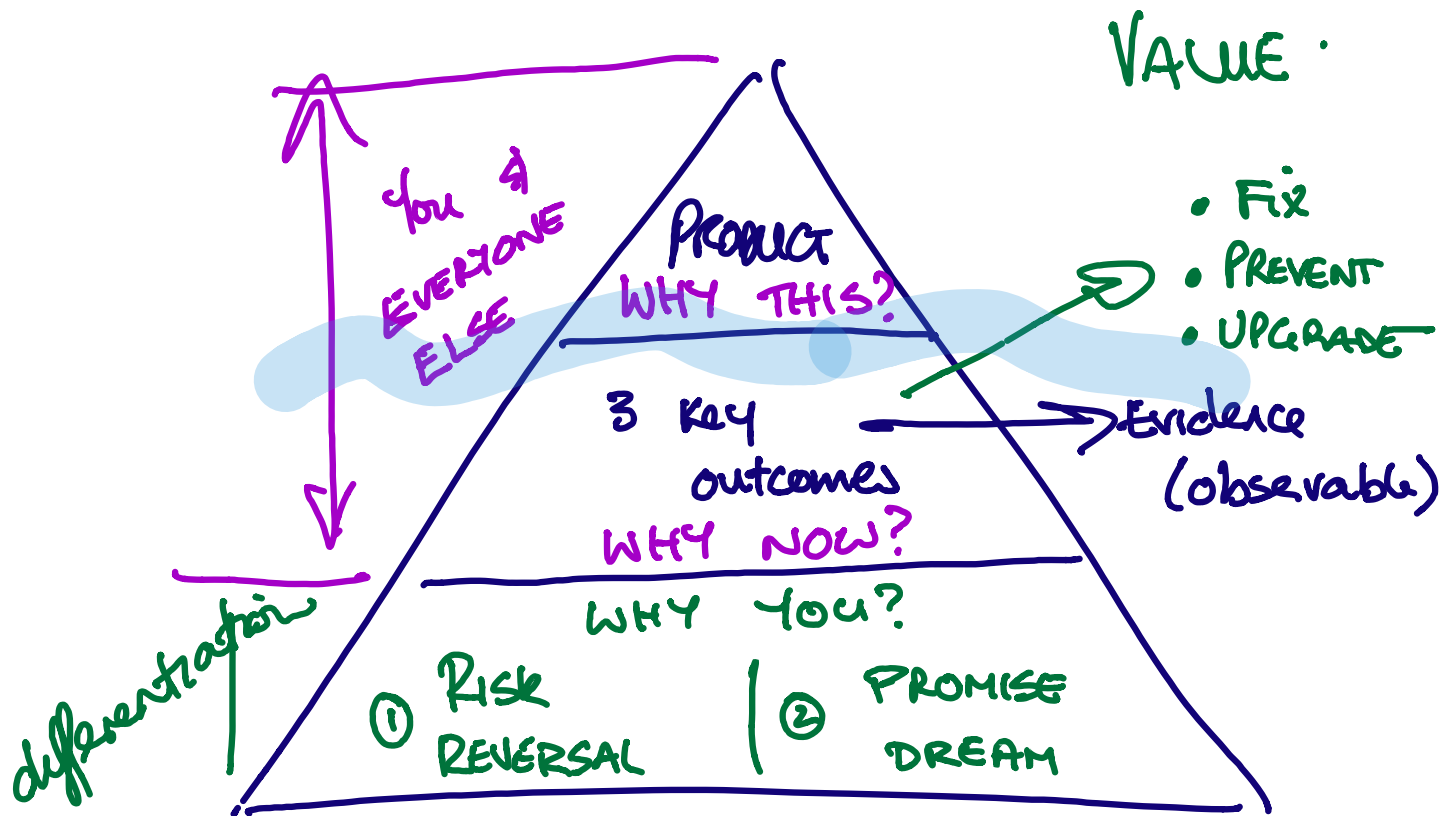 VALUE
You &
EVERYONE
ELSE
PRODUCT
WHY THIS?
• FIX
• PREVENT
• UPGRADE
3 Key
outcomes
Evidence
(observable)
WHY NOW?
WHY YOU?
differentiation
① RISK
REVERSAL
② PROMISE
DREAM